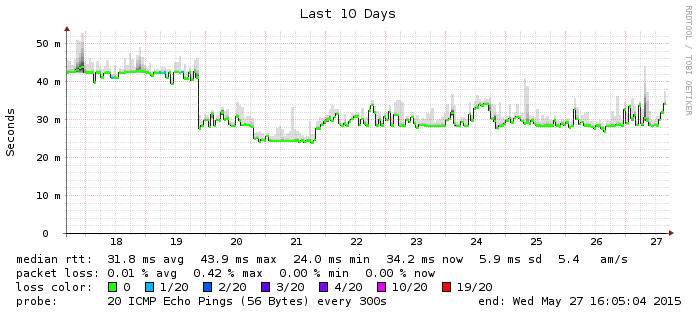 Last 10 Days
RRDTOOL / TOBI OETIKER
Seconds
50 m
40 m
30 m
20 m
10 m
0
18 19 20 21 22 23 24 25 26 27
median rtt: 31.8 ms avg 43.9 ms max 24.0 ms min 34.2 ms now 5.9 ms sd 5.4 am/s
packet loss: 0.01 % avg 0.42 % max 0.00 % min 0.00 % now
loss color: 0 1/20 2/20 3/20 4/20 10/20 19/20
probe: 20 ICMP Echo Pings (56 Bytes) every 300s end: Wed May 27 16:05:04 2015